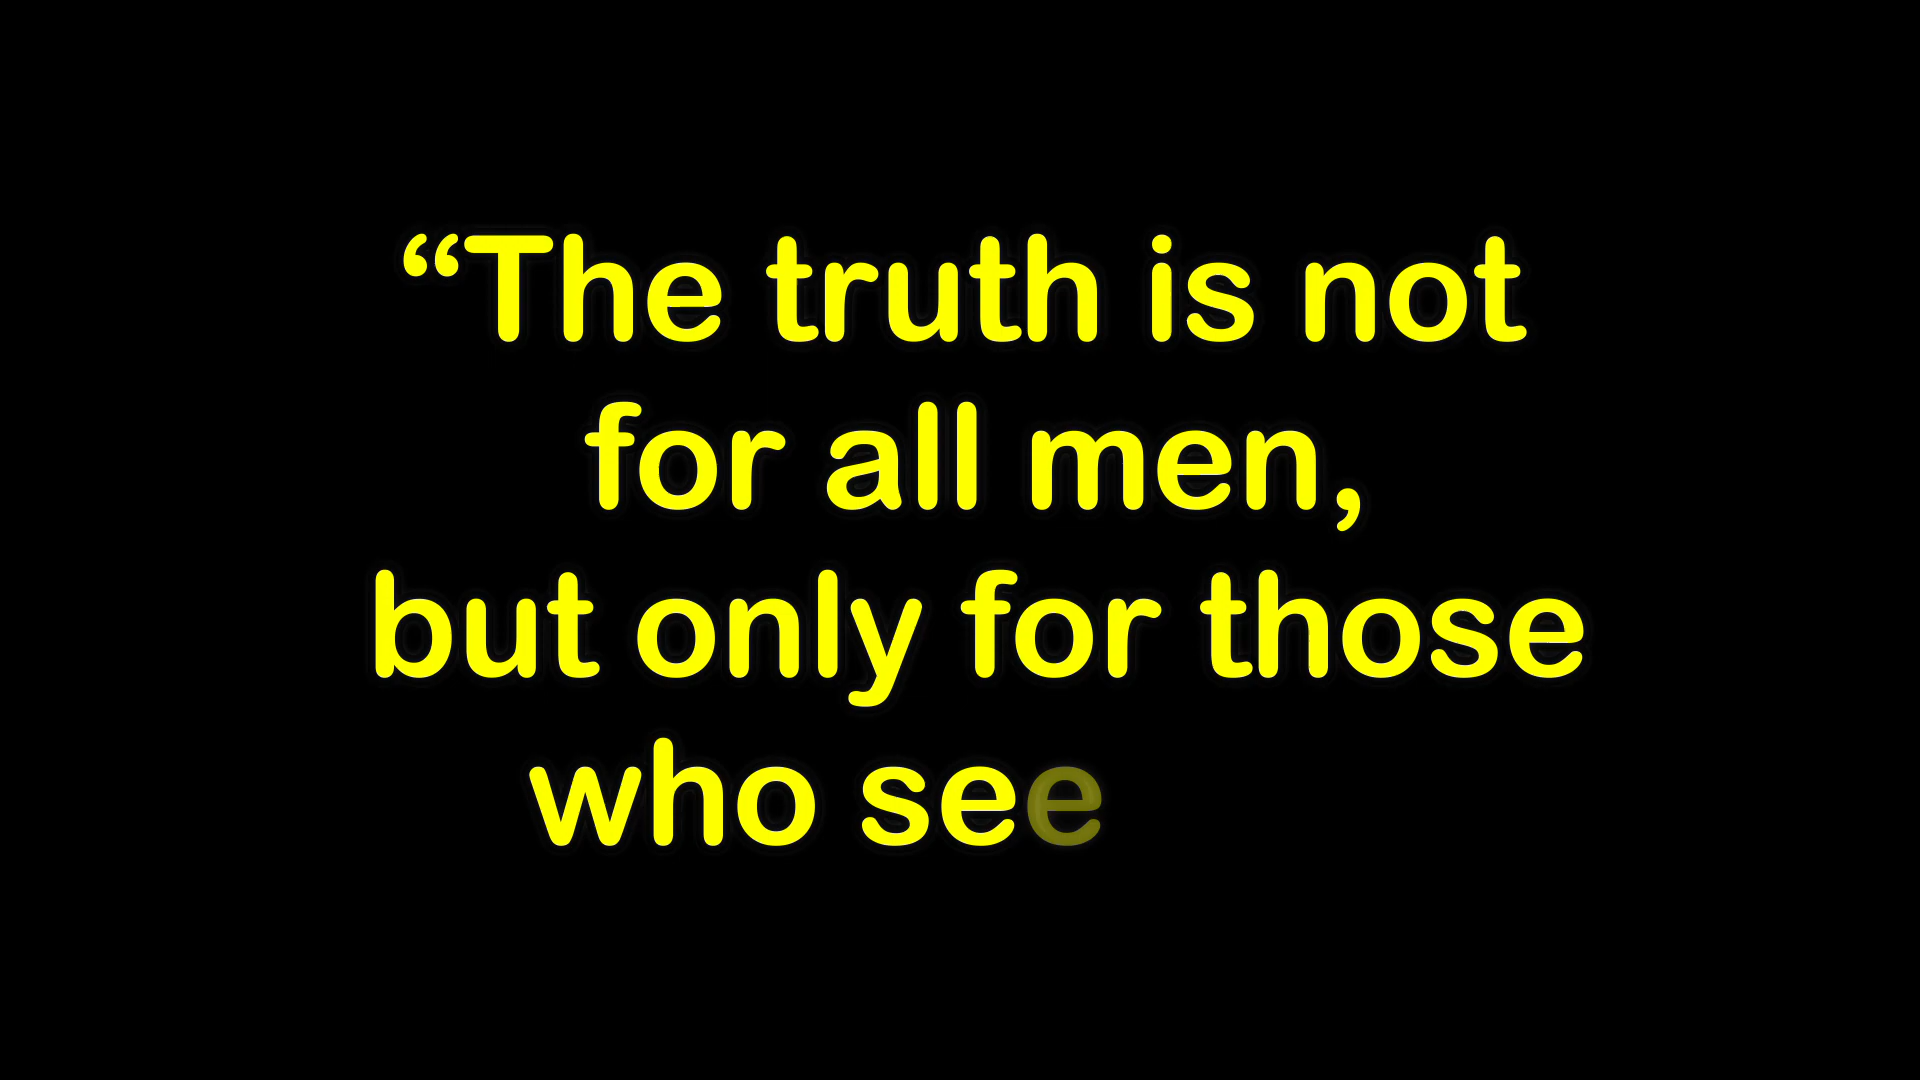 “The truth is not
for all men,
but only for those
who see